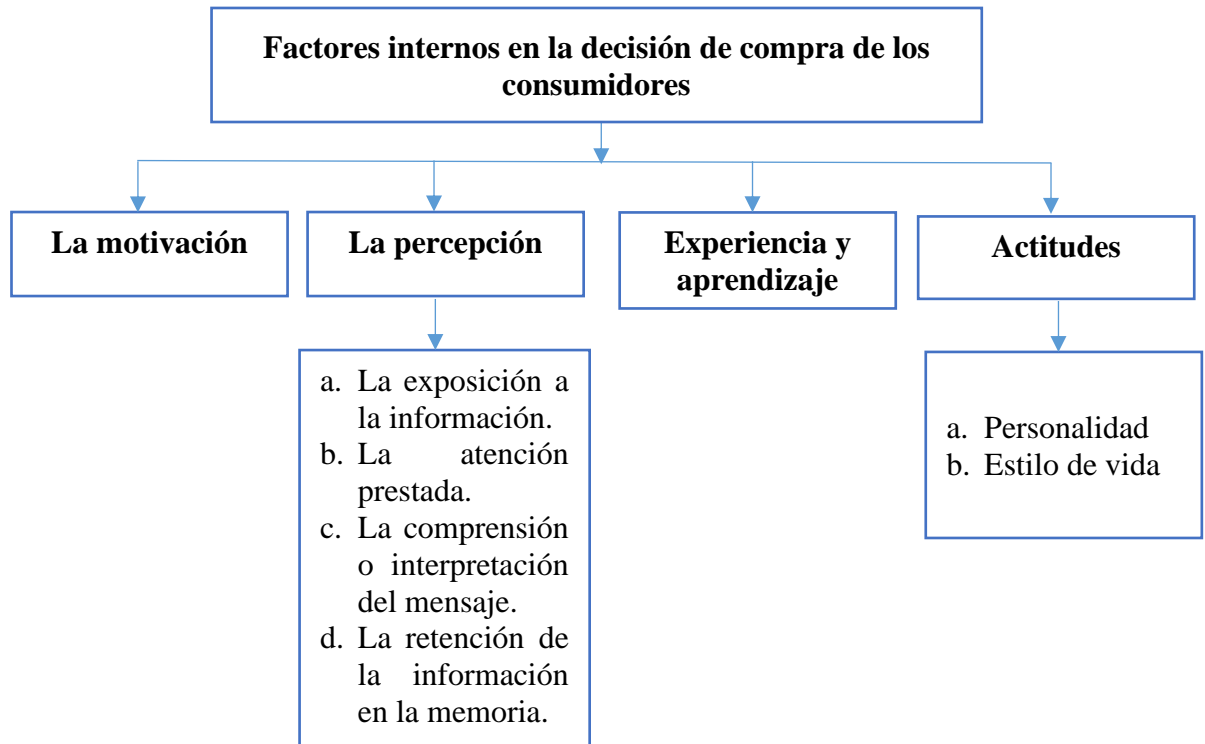 Factores internos en la decisión de compra de los
consumidores
La motivación
La percepción
Experiencia y
aprendizaje
Actitudes
a. La exposición a
la información.
b. La atención
prestada.
c. La comprensión
o interpretación
del mensaje.
d. La retención de
la información
en la memoria.
a. Personalidad
b. Estilo de vida